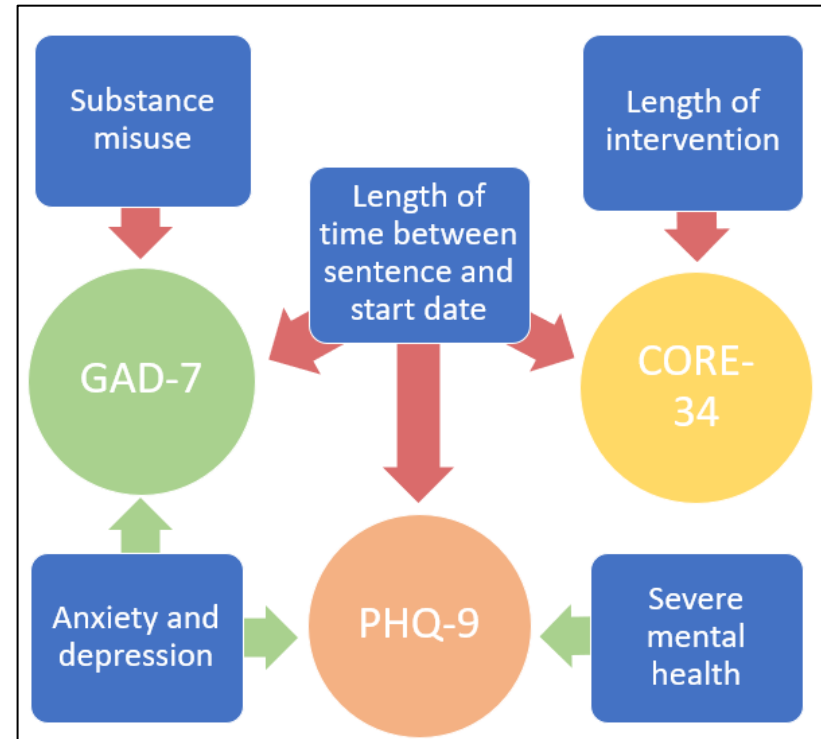 Substance
misuse
Length of
intervention
Length of
time between
sentence and
start date
GAD-7
CORE-
34
Anxiety and
depression
PHQ-9
Severe
mental
health